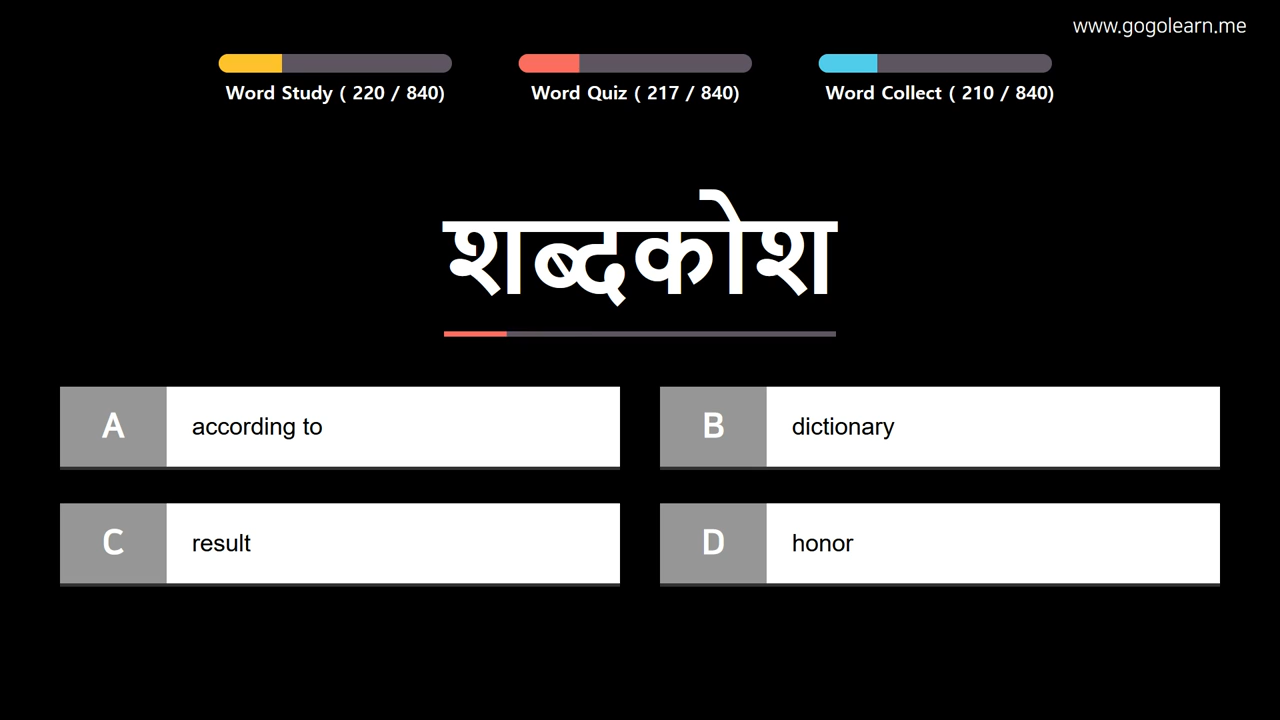 www.gogolearn.me
Word Study ( 220 / 840)
Word Quiz ( 217 / 840)
Word Collect ( 210 / 840)
शब्दकोश
A
according to
B
dictionary
C
result
D
honor